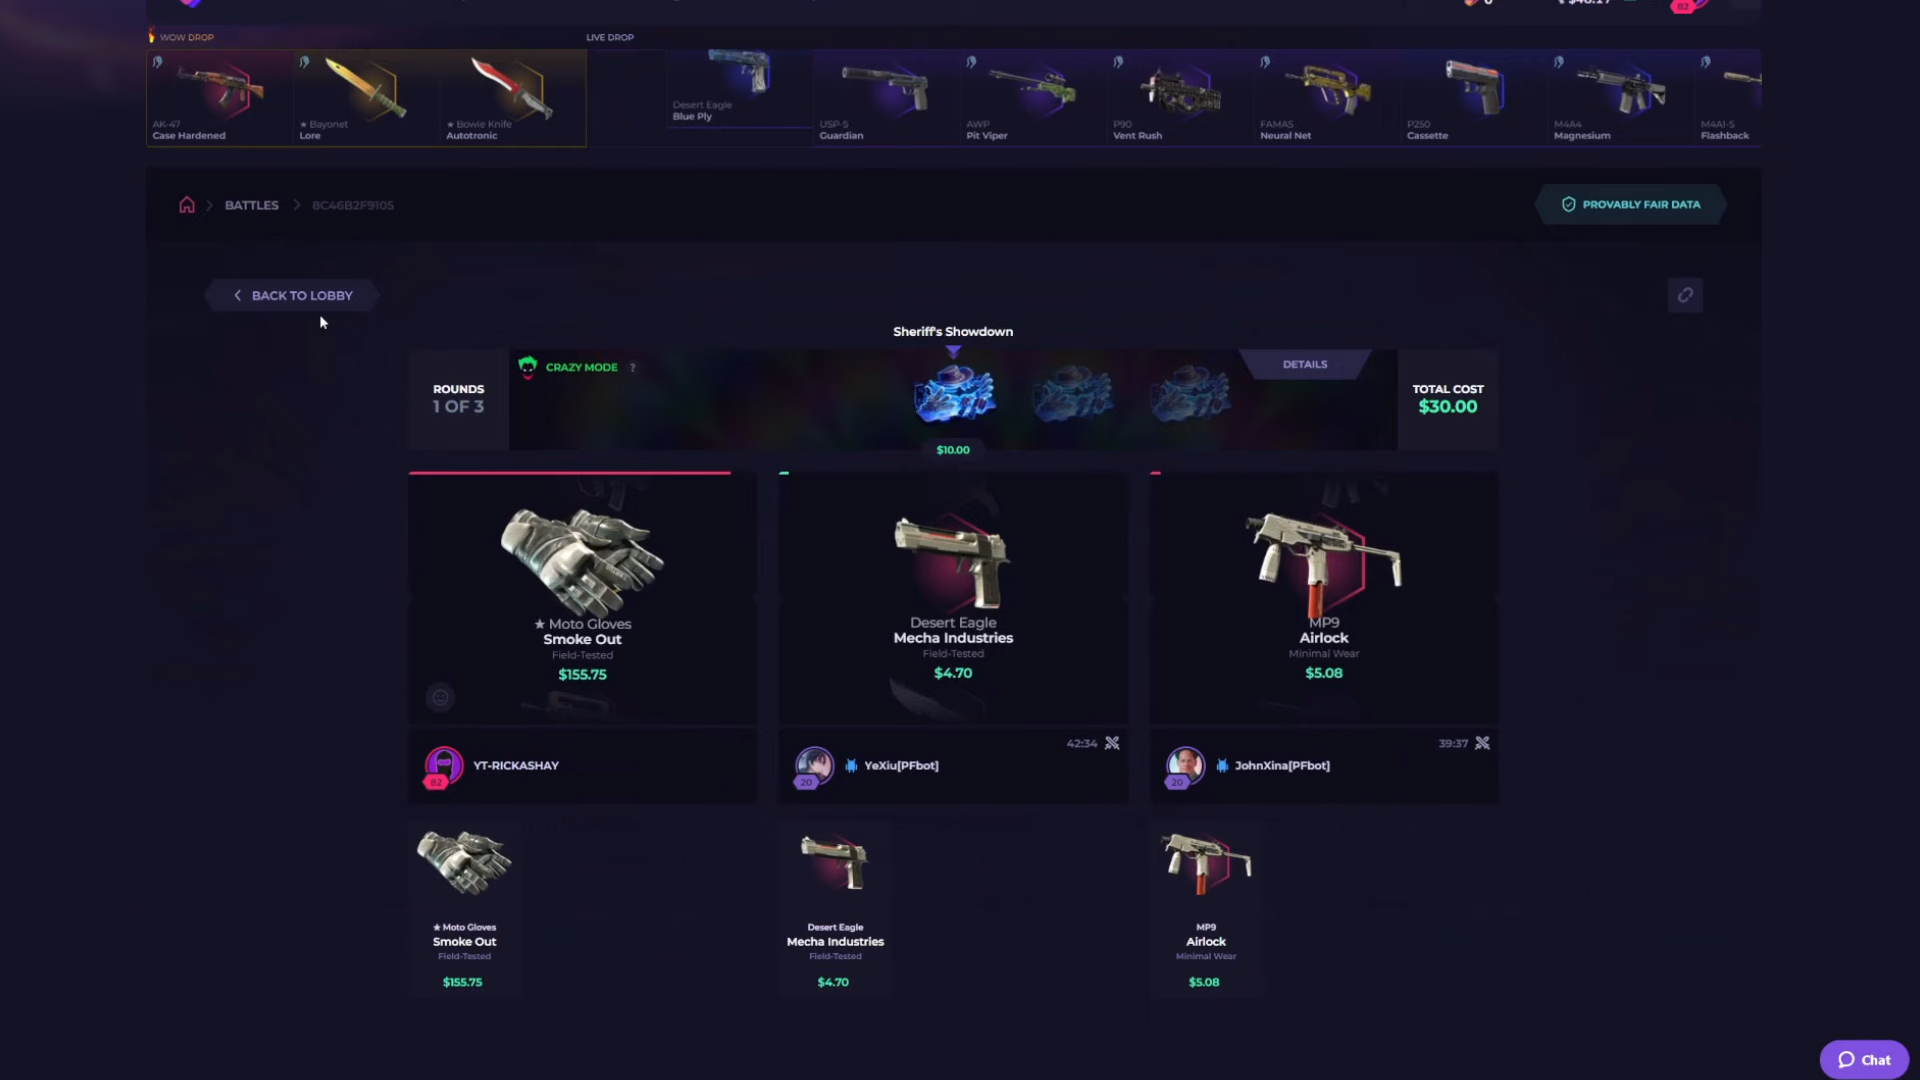 82
WOW DROP
LIVE DROP
AK-47
Case Hardened
★ Bayonet
Lore
★ Bowie Knife
Autotronic
Desert Eagle
Blue Ply
USP-S
Guardian
AWP
Pit Viper
P90
Vent Rush
FAMAS
Neural Net
P250
Cassette
M4A4
Magnesium
M4A1-S
Flashback
BATTLES
8C46B2F9105
PROVABLY FAIR DATA
BACK TO LOBBY
Sheriff's Showdown
ROUNDS
1 OF 3
CRAZY MODE ?
DETAILS
TOTAL COST
$30.00
$10.00
★ Moto Gloves
Smoke Out
Field-Tested
$155.75
Desert Eagle
Mecha Industries
Field-Tested
$4.70
MP9
Airlock
Minimal Wear
$5.08
82
YT-RICKASHAY
42:34
20
YeXiu[PFbot]
39:37
20
JohnXina[PFbot]
★ Moto Gloves
Smoke Out
Field-Tested
$155.75
Desert Eagle
Mecha Industries
Field-Tested
$4.70
MP9
Airlock
Minimal Wear
$5.08
Chat